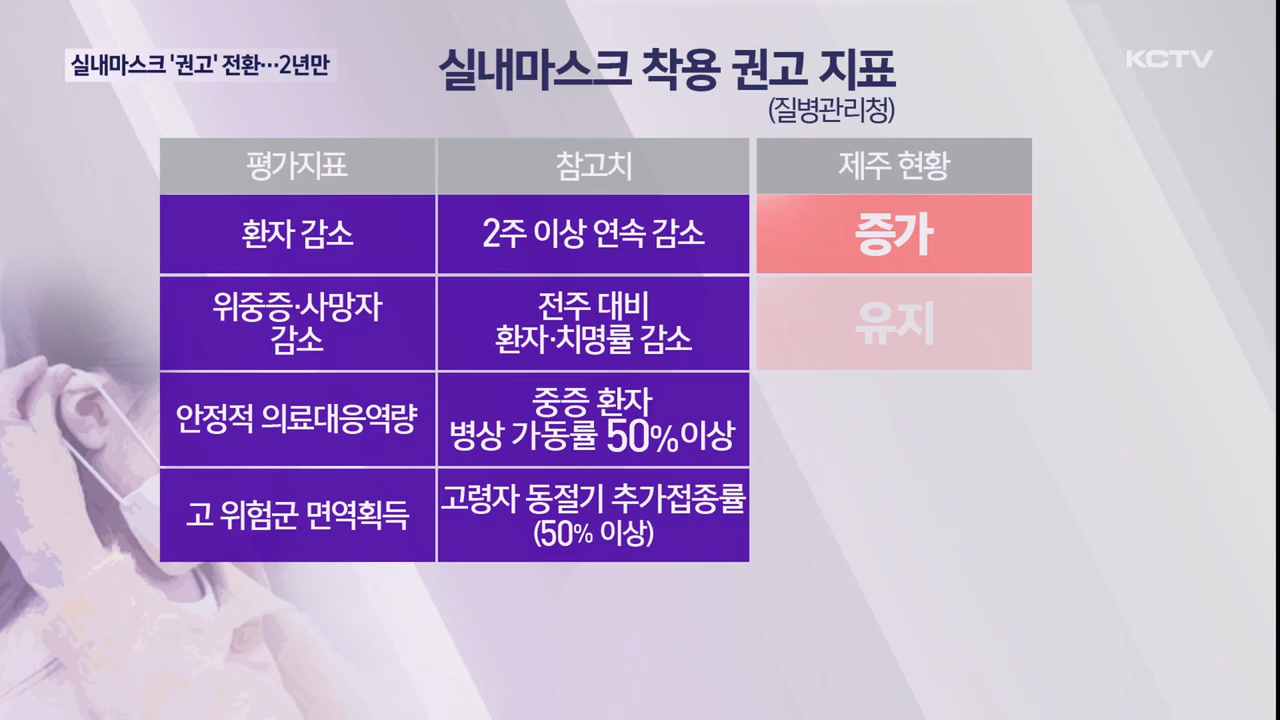 실내마스크 '권고' 전환…2년만
실내마스크 착용 권고 지표
(질병관리청)
KCTV
평가지표 참고치 제주 현황
환자 감소 2주 이상 연속 감소 증가
위중증·사망자
감소
전주 대비
환자·치명률 감소
유지
안정적 의료대응역량
중증 환자
병상 가동률 50%이상
고 위험군 면역획득
고령자 동절기 추가접종률
(50% 이상)